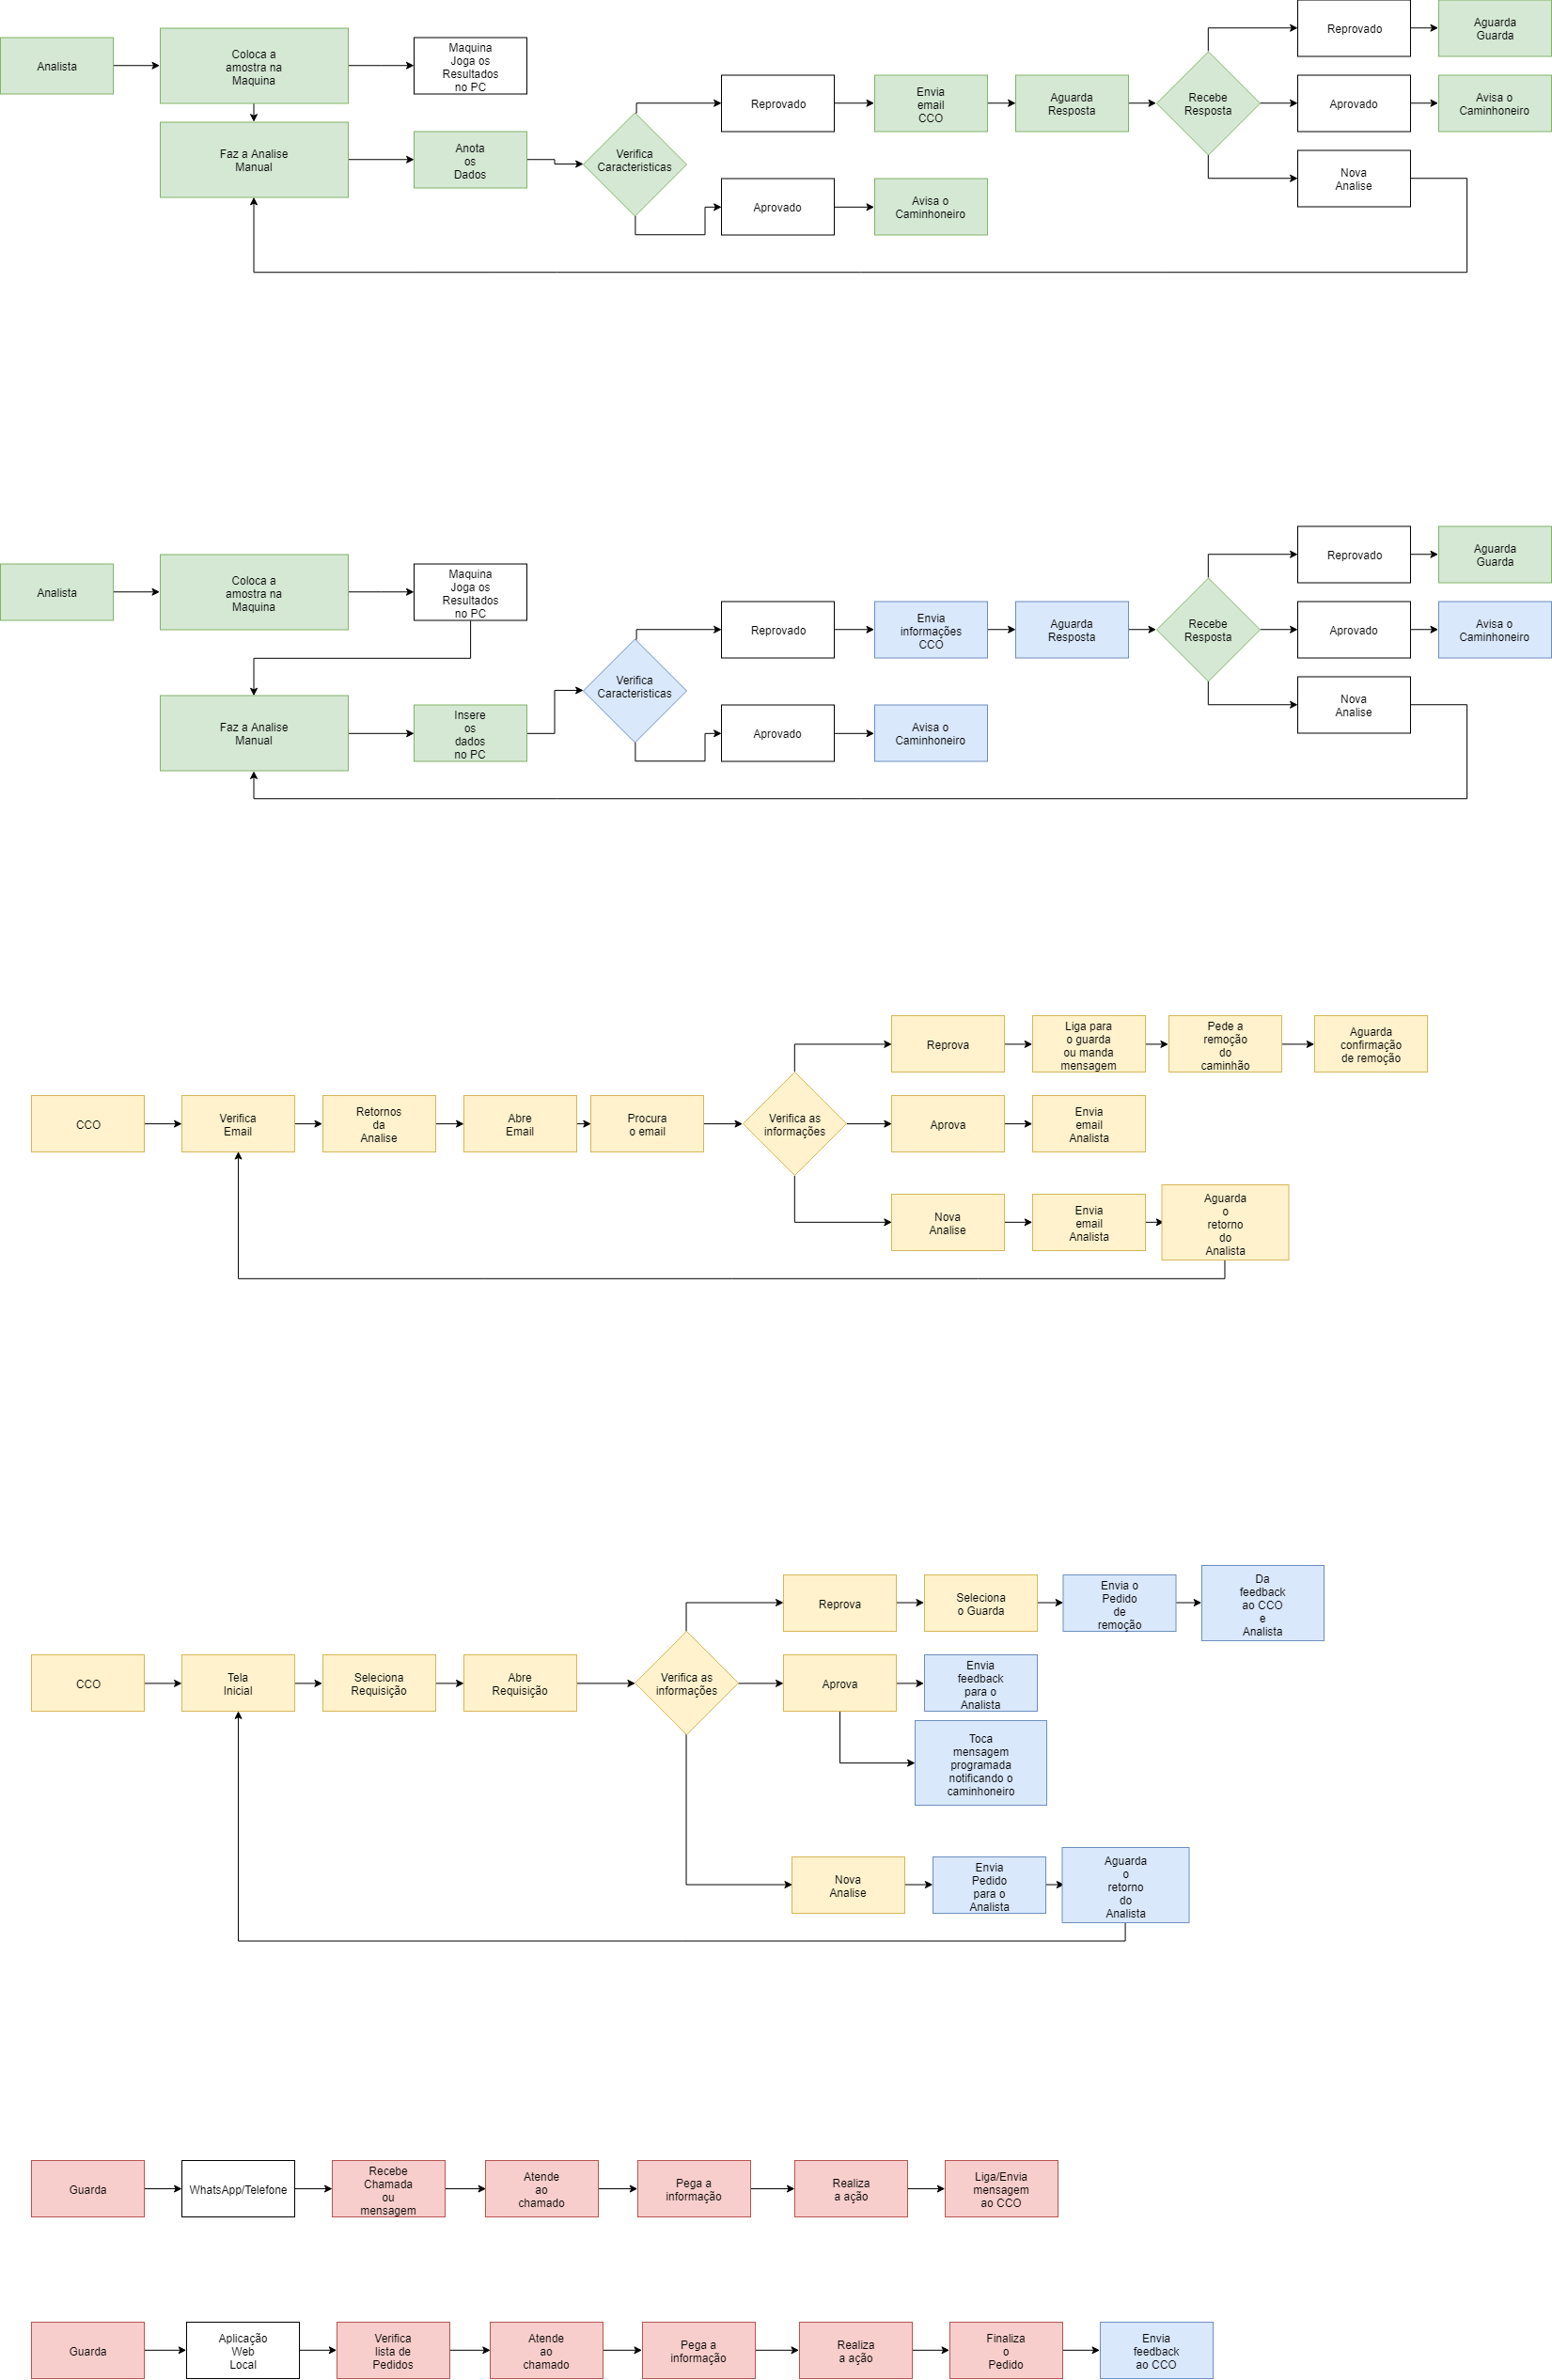 Analista
Coloca a
amostra na
Maquina
Maquina
Joga os
Resultados
no PC
Faz a Analise
Manual
Anota
os
Dados
Verifica
Caracteristicas
Reprovado
Envia
email
CCO
Aguarda
Resposta
Recebe
Resposta
Reprovado
Aguarda
Guarda
Aprovado
Avisa o
Caminhoneiro
Nova
Analise
Aprovado
Avisa o
Caminhoneiro
Analista
Coloca a
amostra na
Maquina
Maquina
Joga os
Resultados
no PC
Faz a Analise
Manual
Insere
os
dados
no PC
Verifica
Caracteristicas
Reprovado
Envia
informações
CCO
Aguarda
Resposta
Recebe
Resposta
Reprovado
Aguarda
Guarda
Aprovado
Avisa o
Caminhoneiro
Nova
Analise
Aprovado
Avisa o
Caminhoneiro
CCO
Verifica
Email
Retornos
da
Analise
Abre
Email
Procura
o email
Verifica as
informações
Reprova
Liga para
o guarda
ou manda
mensagem
Pede a
remoção
do
caminhão
Aguarda
confirmação
de remoção
Aprova
Envia
email
Analista
Nova
Analise
Envia
email
Analista
Aguarda
o
retorno
do
Analista
CCO
Tela
Inicial
Seleciona
Requisição
Abre
Requisição
Verifica as
informações
Reprova
Seleciona
o Guarda
Envia o
Pedido
de
remoção
Da
feedback
ao CCO
e
Analista
Aprova
Envia
feedback
para o
Analista
Toca
mensagem
programada
notificando o
caminhoneiro
Nova
Analise
Envia
Pedido
para o
Analista
Aguarda
o
retorno
do
Analista
Guarda
WhatsApp/Telefone
Recebe
Chamada
ou
mensagem
Atende
ao
chamado
Pega a
informação
Realiza
a ação
Liga/Envia
mensagem
ao CCO
Guarda
Aplicação
Web
Local
Verifica
lista de
Pedidos
Atende
ao
chamado
Pega a
informação
Realiza
a ação
Finaliza
o
Pedido
Envia
feedback
ao CCO